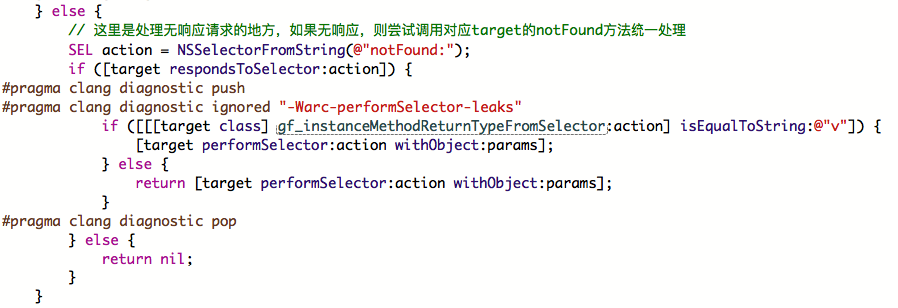 } else {
// 这里是处理无响应请求的地方，如果无响应，则尝试调用对应target的notFound方法统一处理
SEL action = NSSelectorFromString(@"notFound:");
if ([target respondsToSelector:action]) {
#pragma clang diagnostic push
#pragma clang diagnostic ignored "-Warc-performSelector-leaks"
if ([[[target class] gf_instanceMethodReturnTypeFromSelector:action] isEqualToString:@"v"]) {
[target performSelector:action withObject:params];
} else {
return [target performSelector:action withObject:params];
}
#pragma clang diagnostic pop
} else {
return nil;
}
}